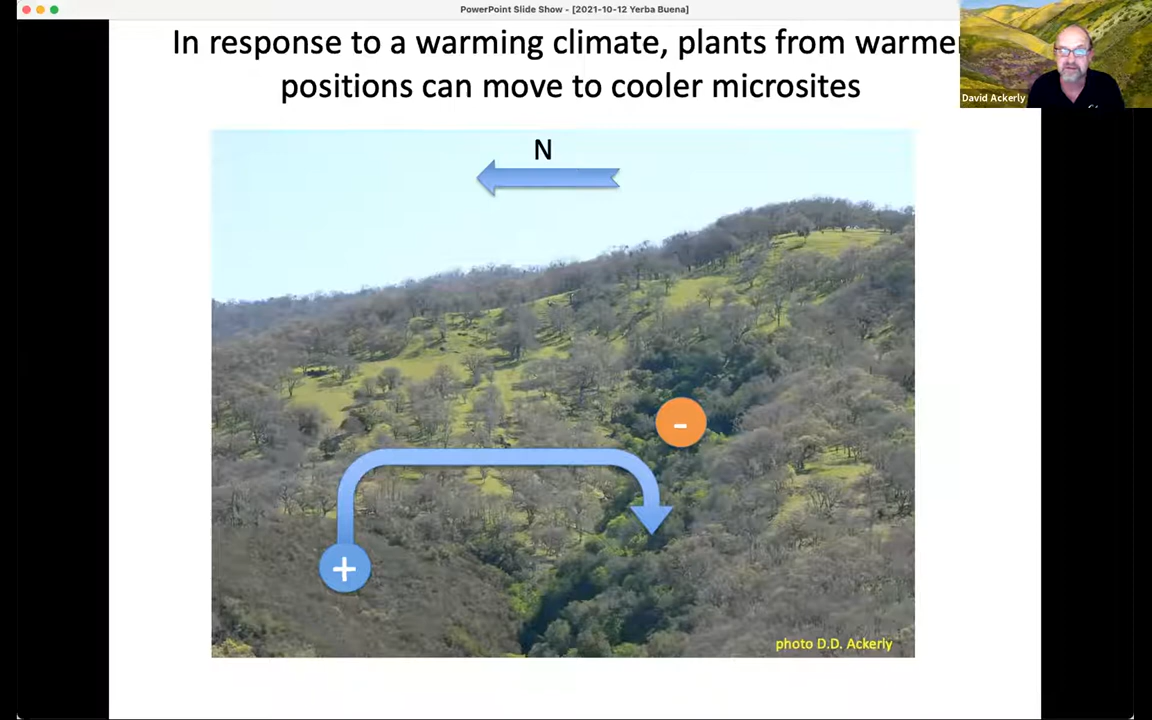 PowerPoint Slide Show - [2021-10-12 Yerba Buena]
In response to a warming climate, plants from warmer
positions can move to cooler microsites
David Ackerly
N
-
+
photo D.D. Ackerly